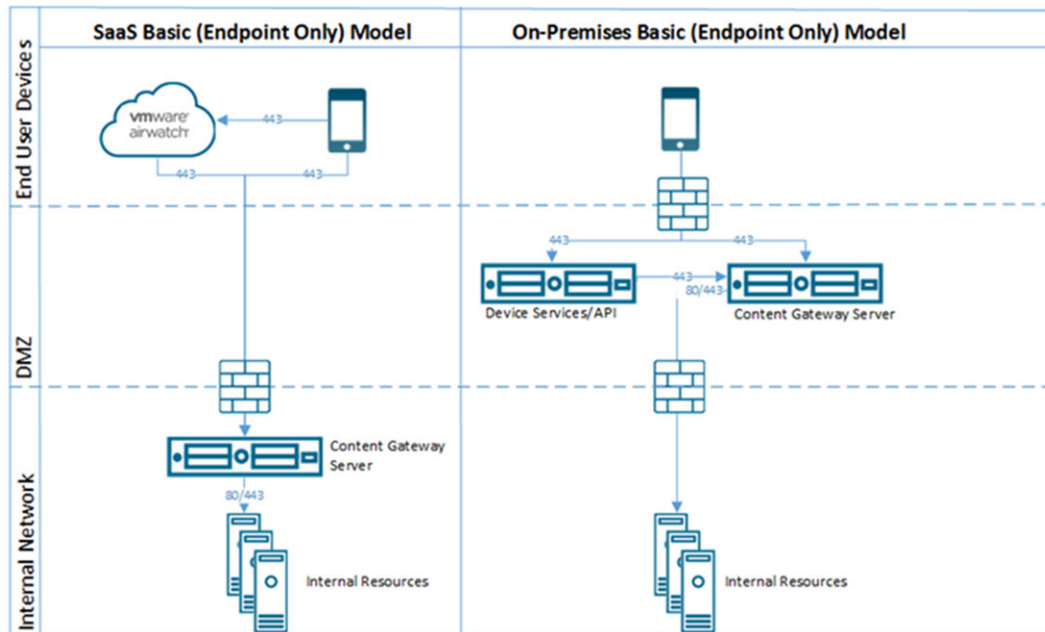 SaaS Basic (Endpoint Only) Model
On-Premises Basic (Endpoint Only) Model
End User Devices
vmware
airwatch
443
443
443
443
443
443
80/443
Device Services/API
Content Gateway Server
DMZ
Content Gateway
Server
80/443
Internal Network
Internal Resources
Internal Resources